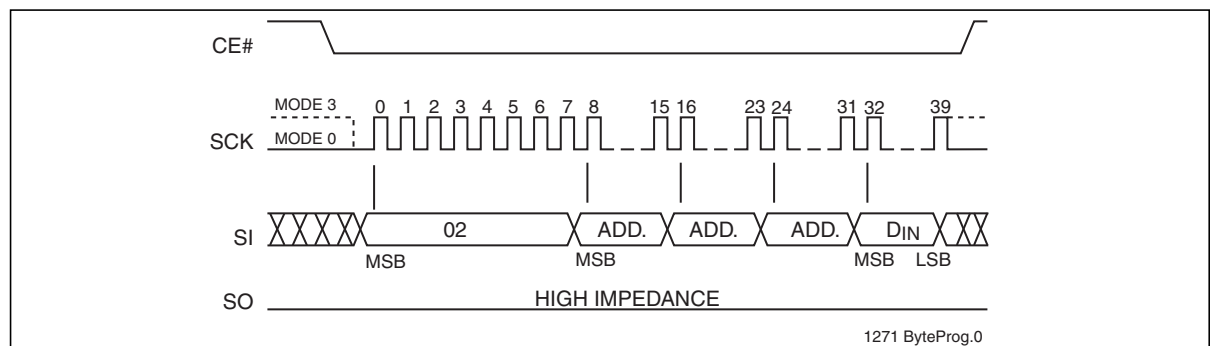 CE#
MODE 3
0 1 2 3 4 5 6 7 8 15 16 23 24 31 32 39
SCK
MODE 0
SI
02 ADD. ADD. ADD. DIN
MSB MSB MSB LSB
SO
HIGH IMPEDANCE
1271 ByteProg.0